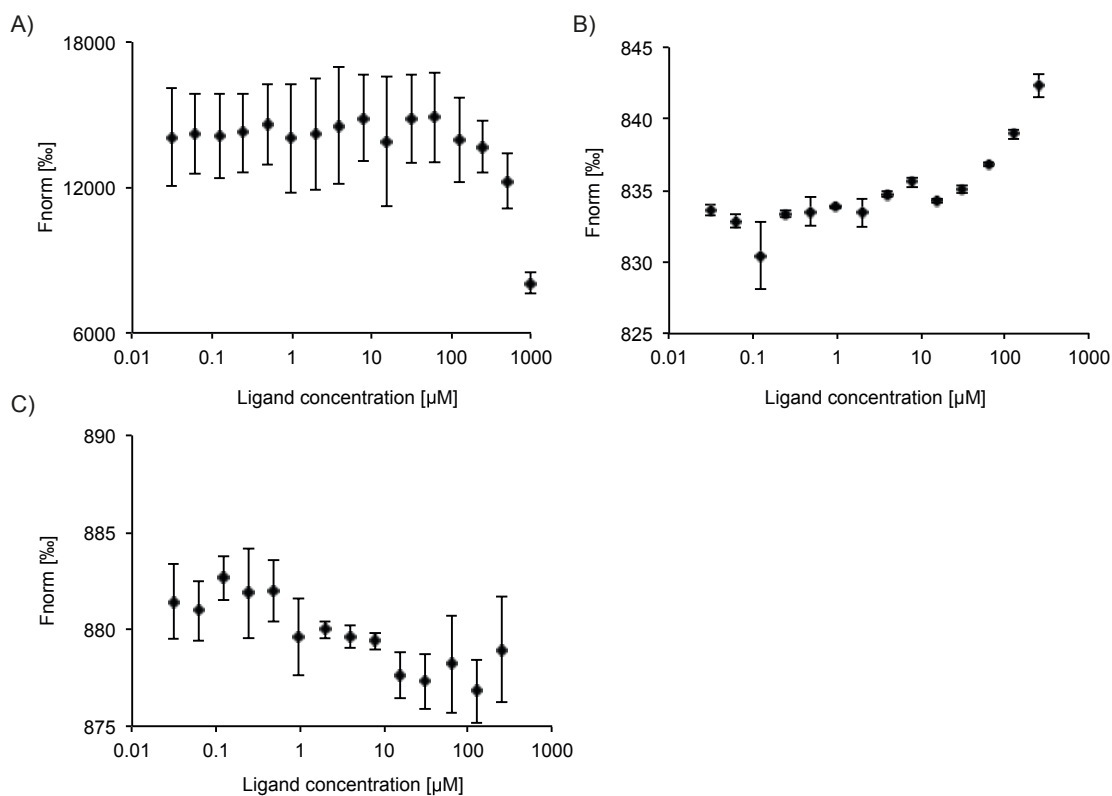 A)
18000
12000
6000
Fnorm [‰]
0.01 0.1 1 10 100 1000
Ligand concentration [µM]
B)
845
840
835
830
825
Fnorm [‰]
0.01 0.1 1 10 100 1000
Ligand concentration [µM]
C)
890
885
880
875
Fnorm [‰]
0.01 0.1 1 10 100 1000
Ligand concentration [µM]